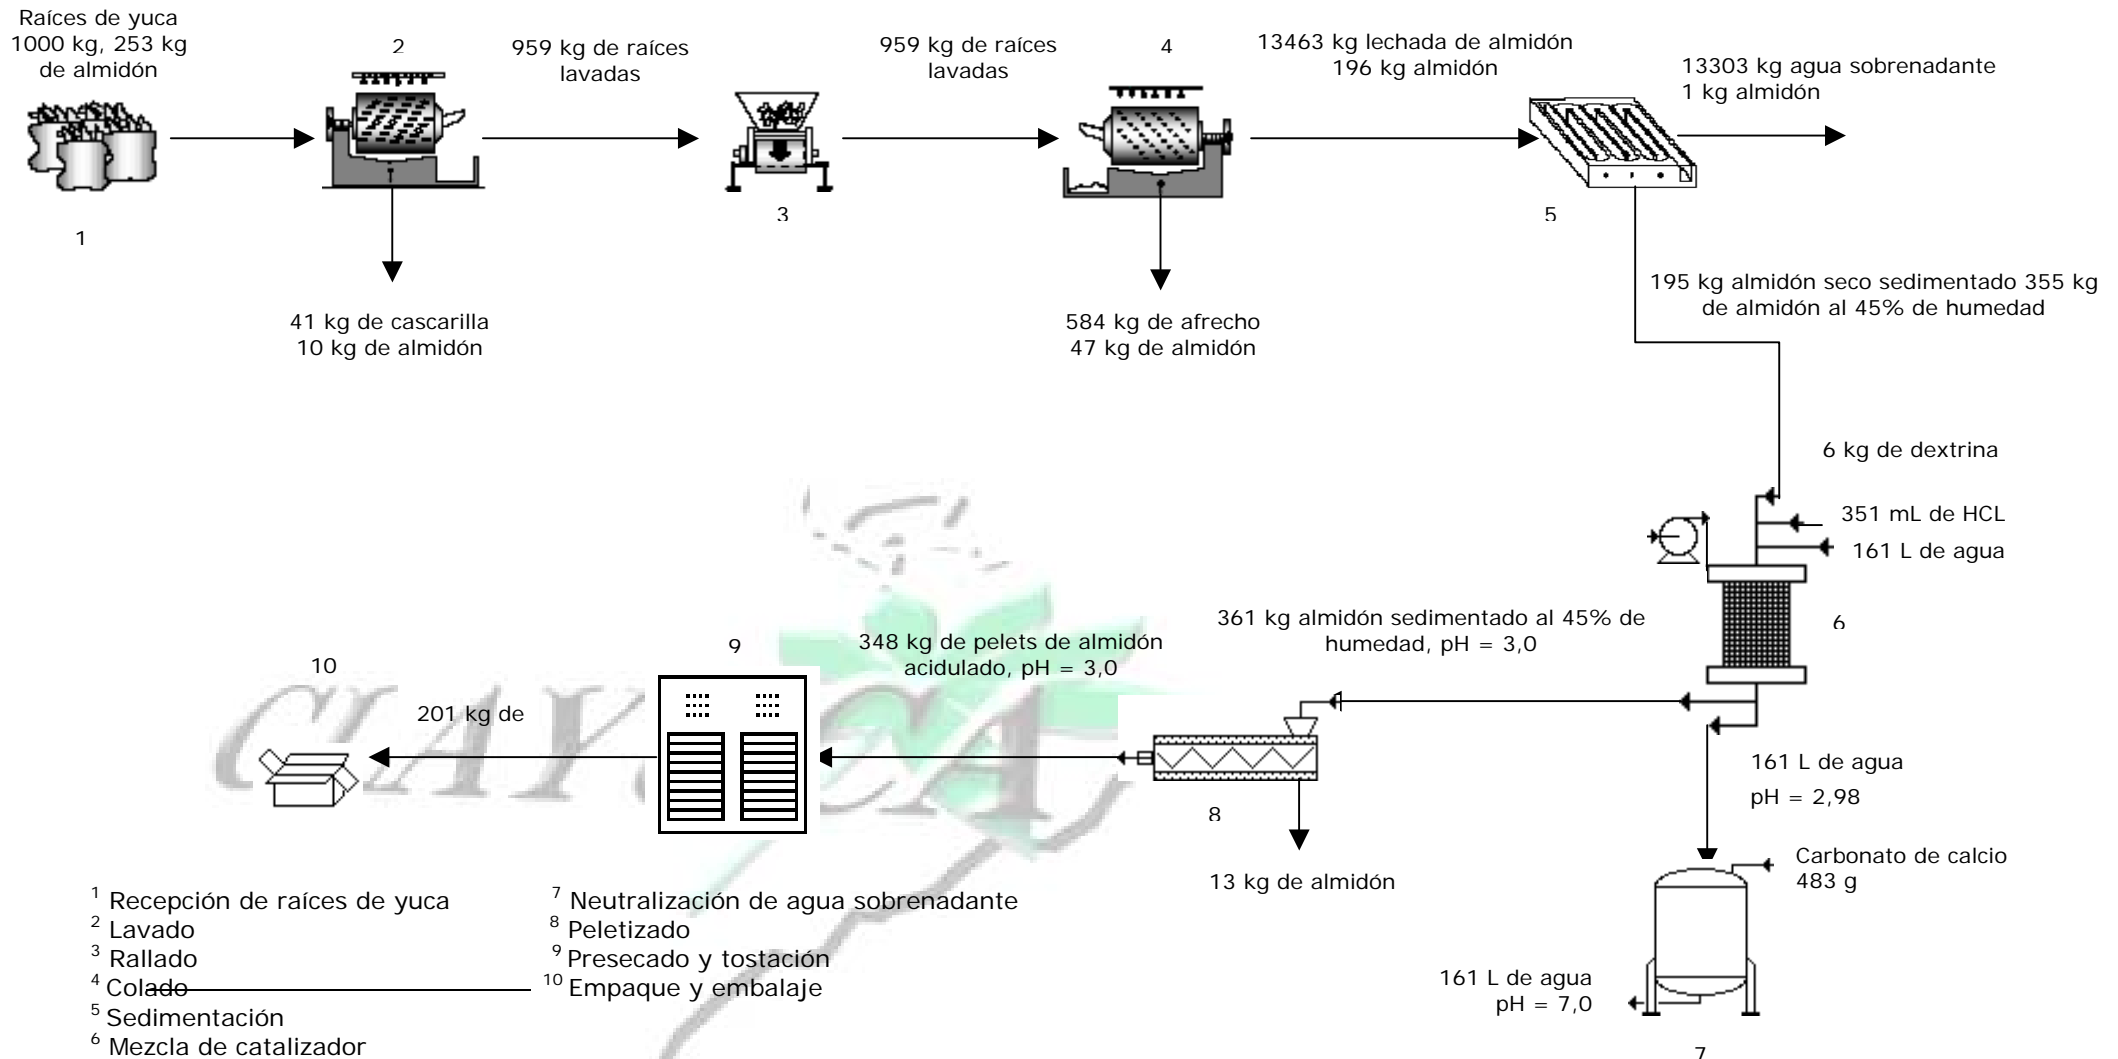 Raíces de yuca
1000 kg, 253 kg
de almidón
1
2
959 kg de raíces
lavadas
3
959 kg de raíces
lavadas
4
13463 kg lechada de almidón
196 kg almidón
5
13303 kg agua sobrenadante
1 kg almidón
41 kg de cascarilla
10 kg de almidón
584 kg de afrecho
47 kg de almidón
195 kg almidón seco sedimentado 355 kg
de almidón al 45% de humedad
6 kg de dextrina
351 mL de HCL
161 L de agua
6
361 kg almidón sedimentado al 45% de
humedad, pH = 3,0
348 kg de pelets de almidón
acidulado, pH = 3,0
9
10
201 kg de
8
13 kg de almidón
161 L de agua
pH = 2,98
Carbonato de calcio
483 g
161 L de agua
pH = 7,0
7
1 Recepción de raíces de yuca
2 Lavado
3 Rallado
4 Colado
5 Sedimentación
6 Mezcla de catalizador
7 Neutralización de agua sobrenadante
8 Peletizado
9 Presecado y tostación
10 Empaque y embalaje